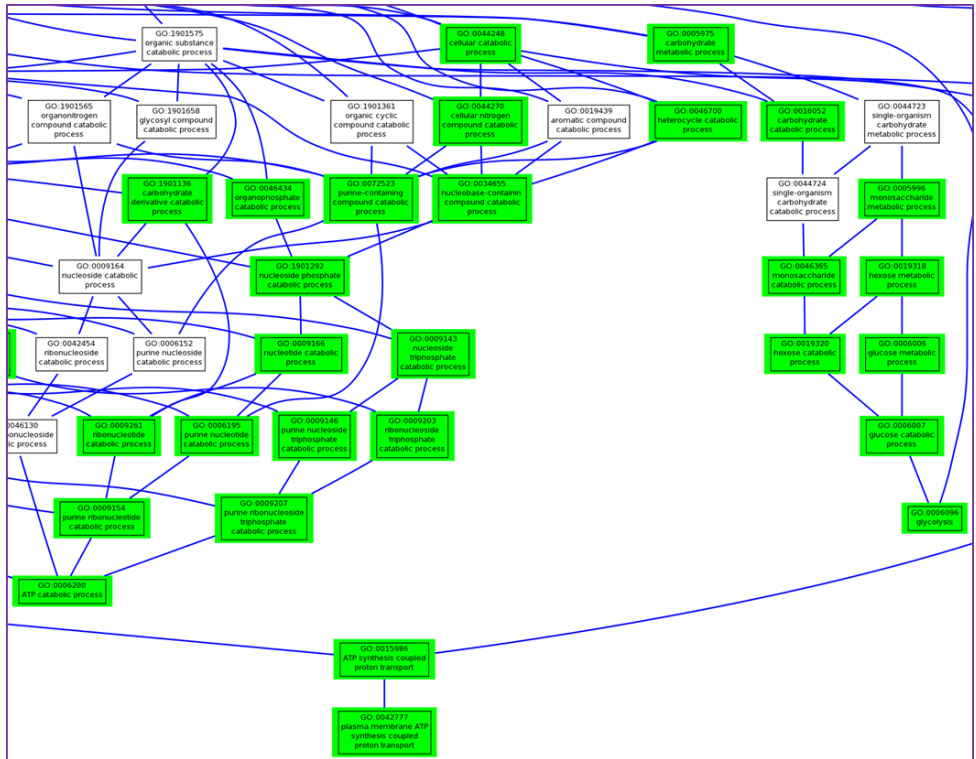 GO:1901575
organic substance
catabolic process
GO:0044248
cellular catabolic
process
GO:0005975
carbohydrate
metabolic process
GO:1901565
organonitrogen
compound catabolic
process
GO:1901658
glycosyl compound
catabolic process
GO:1901361
organic cyclic
compound catabolic
process
GO:0044270
cellular nitrogen
compound catabolic
process
GO:0019439
aromatic compound
catabolic process
GO:0046700
heterocycle catabolic
process
GO:0016052
carbohydrate
catabolic process
GO:0044723
single-organism
carbohydrate
metabolic process
GO:1901136
carbohydrate
derivative catabolic
process
GO:0046434
organophosphate
catabolic process
GO:0072523
purine-containing
compound catabolic
process
GO:0034655
nucleobase-containin
compound catabolic
process
GO:0044724
single-organism
carbohydrate
catabolic process
GO:0005996
monosaccharide
metabolic process
GO:0009164
nucleoside catabolic
process
GO:1901292
nucleoside phosphate
catabolic process
GO:0046365
monosaccharide
catabolic process
GO:0019318
hexose metabolic
process
GO:0042454
ribonucleoside
catabolic process
GO:0006152
purine nucleoside
catabolic process
GO:0009166
nucleotide catabolic
process
GO:0009143
nucleoside
triphosphate
catabolic process
GO:0019320
hexose catabolic
process
GO:0006006
glucose metabolic
process
0046130
onucleoside
ic process
GO:0009261
ribonucleotide
catabolic process
GO:0006195
purine nucleotide
catabolic process
GO:0009146
purine nucleoside
triphosphate
catabolic process
GO:0009203
ribonucleoside
triphosphate
catabolic process
GO:0006007
glucose catabolic
process
GO:0009154
purine ribonucleotide
catabolic process
GO:0009207
purine ribonucleoside
triphosphate
catabolic process
GO:0006096
glycolysis
GO:0006200
ATP catabolic process
GO:0015986
ATP synthesis coupled
proton transport
GO:0042777
plasma membrane ATP
synthesis coupled
proton transport